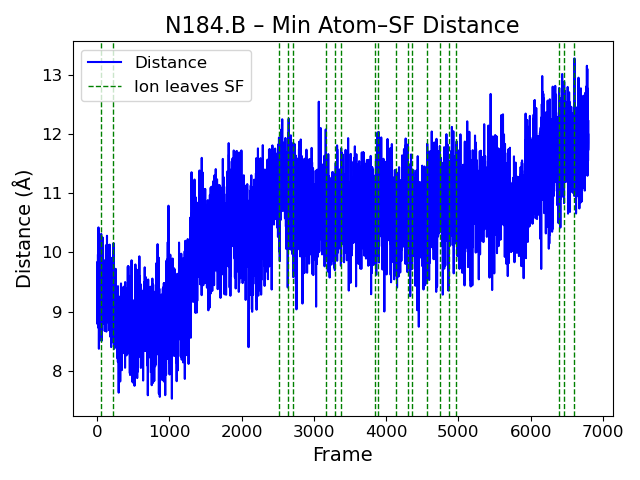 N184.B – Min Atom–SF Distance
Distance
Ion leaves SF
Distance (Å)
13
12
11
10
9
8
0 1000 2000 3000 4000 5000 6000 7000
Frame